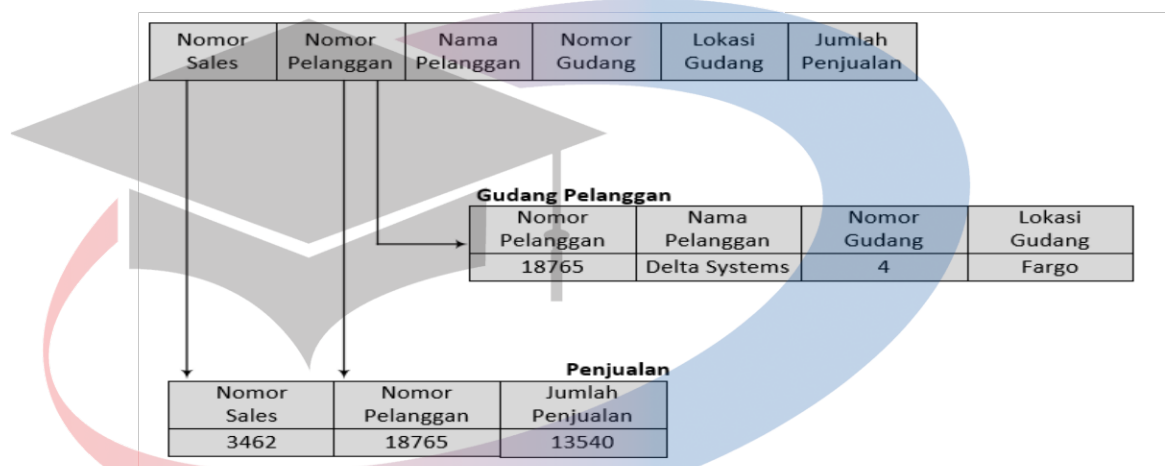 Nomor Sales Nomor Pelanggan Nama Pelanggan Nomor Gudang Lokasi Gudang Jumlah Penjualan
Gudang Pelanggan
Nomor Pelanggan Nama Pelanggan Nomor Gudang Lokasi Gudang
18765 Delta Systems 4 Fargo
Penjualan
Nomor Sales Nomor Pelanggan Jumlah Penjualan
3462 18765 13540